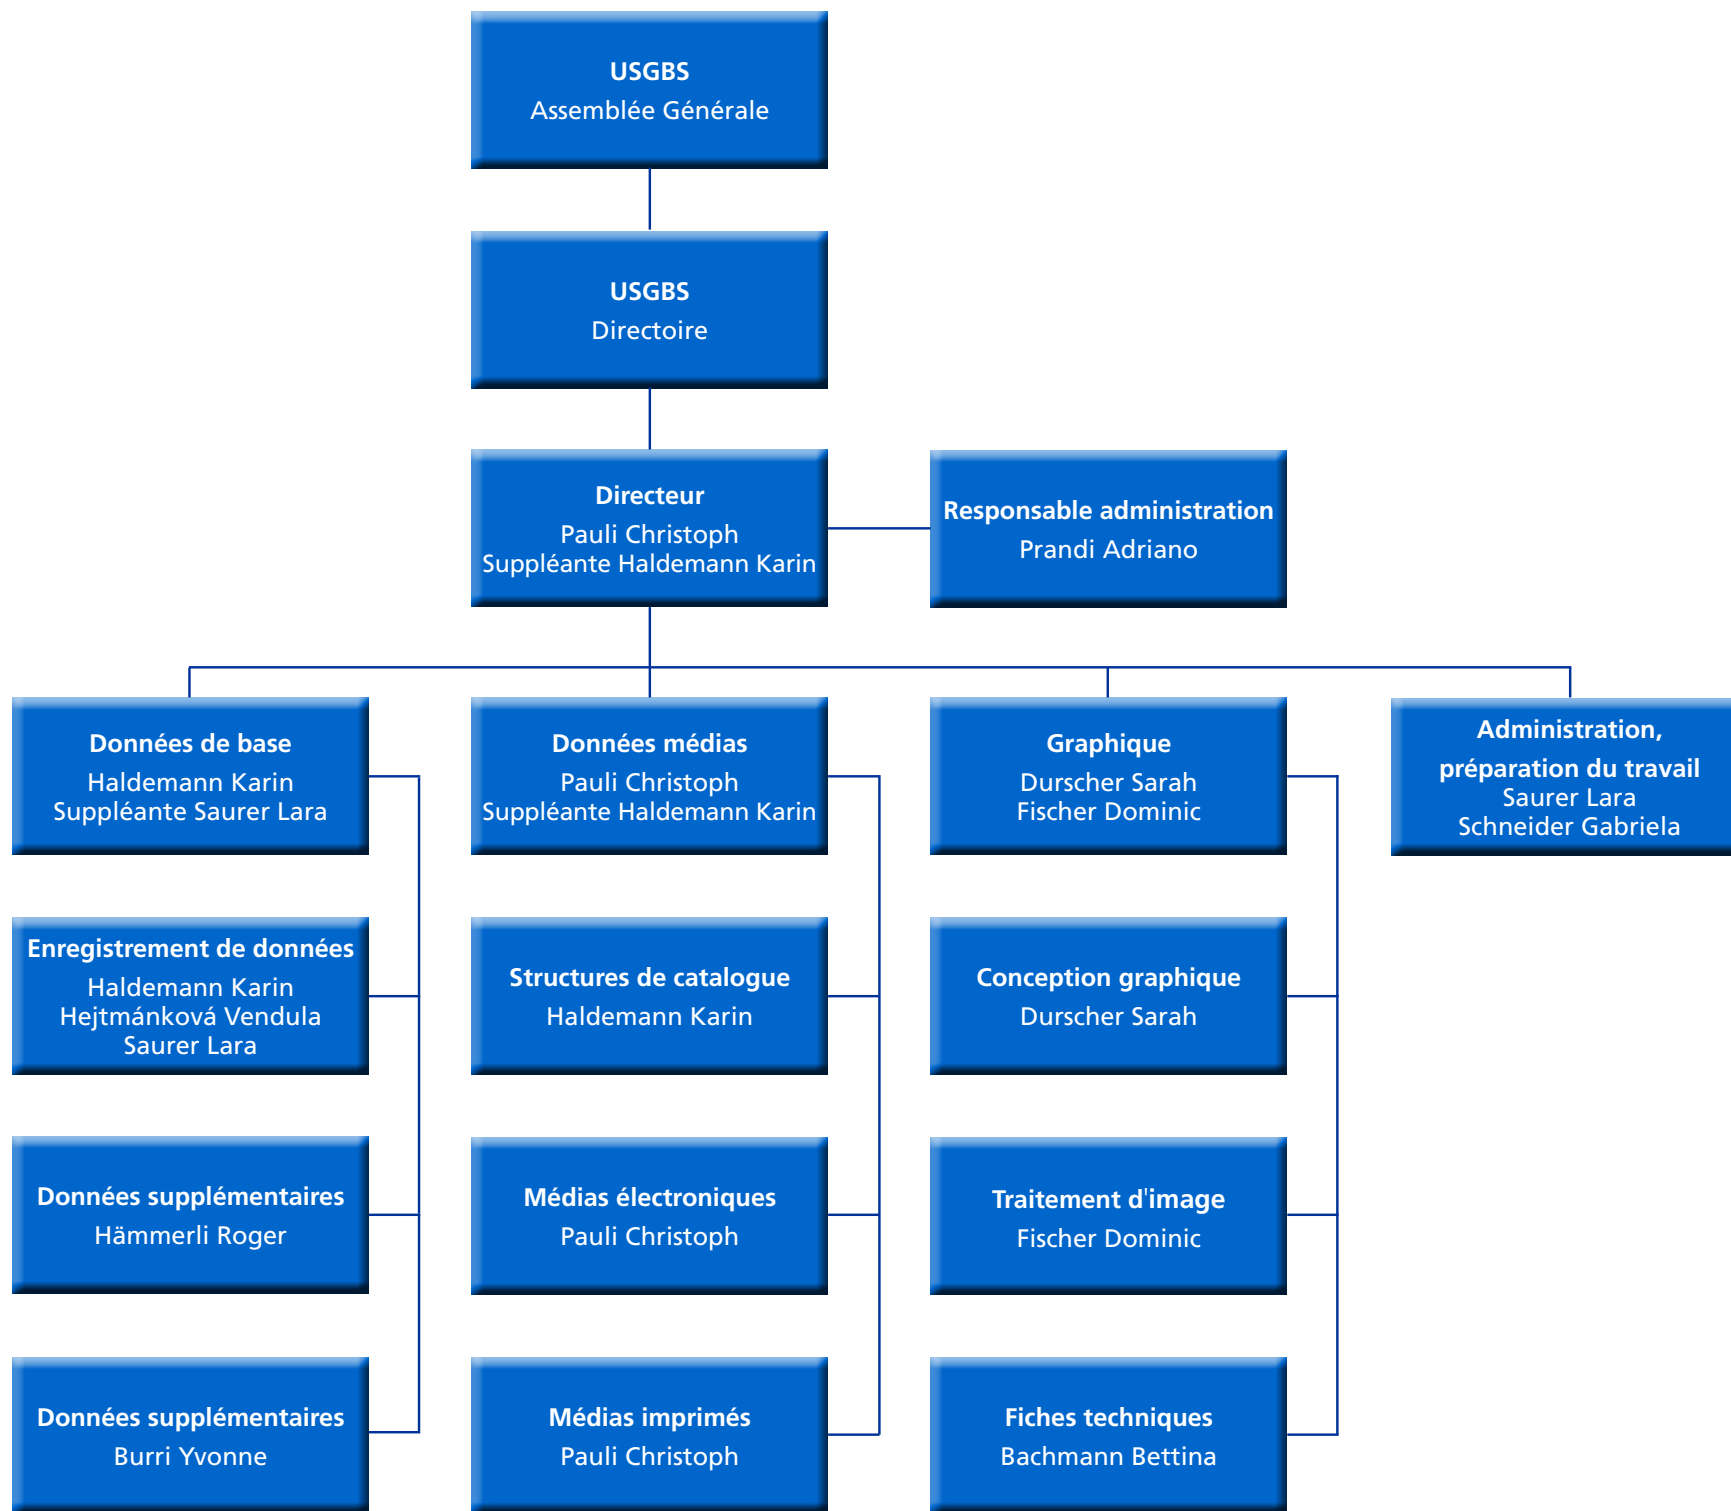 USGBS
Assemblée Générale
USGBS
Directoire
Directeur
Pauli Christoph
Suppléante Haldemann Karin
Responsable administration
Prandi Adriano
Données de base
Haldemann Karin
Suppléante Saurer Lara
Données médias
Pauli Christoph
Suppléante Haldemann Karin
Graphique
Durscher Sarah
Fischer Dominic
Administration,
préparation du travail
Saurer Lara
Schneider Gabriela
Enregistrement de données
Haldemann Karin
Hejtmánková Vendula
Saurer Lara
Structures de catalogue
Haldemann Karin
Conception graphique
Durscher Sarah
Données supplémentaires
Hämmerli Roger
Médias électroniques
Pauli Christoph
Traitement d'image
Fischer Dominic
Données supplémentaires
Burri Yvonne
Médias imprimés
Pauli Christoph
Fiches techniques
Bachmann Bettina